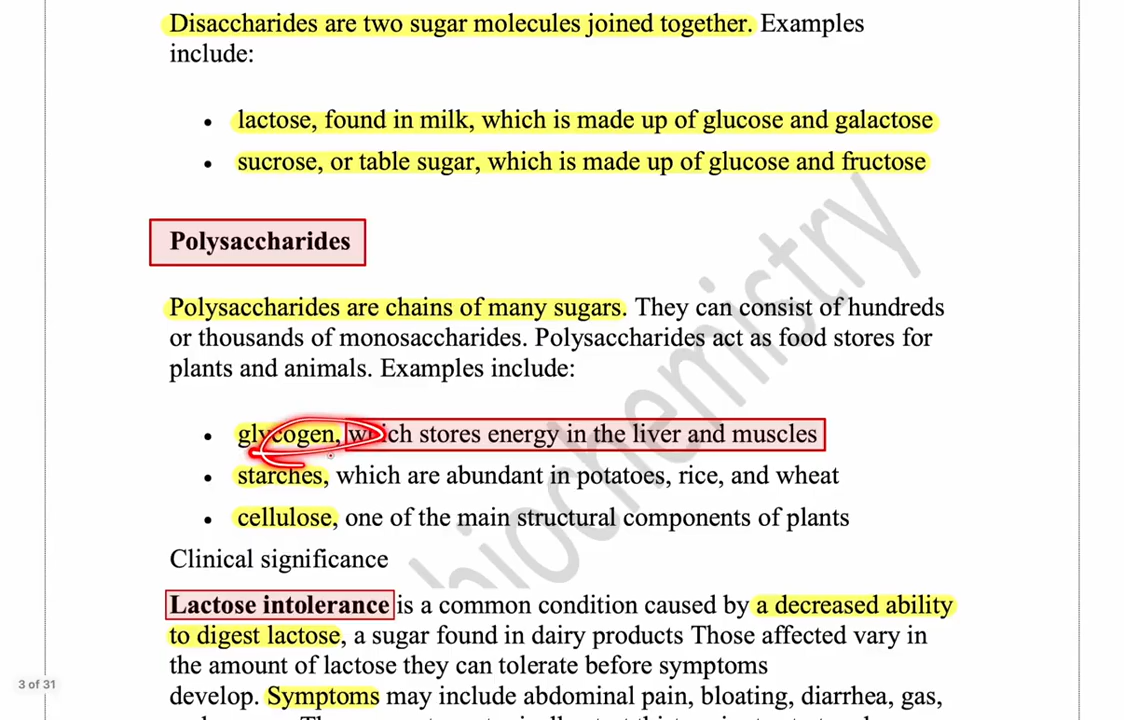 Disaccharides are two sugar molecules joined together. Examples
include:
• lactose, found in milk, which is made up of glucose and galactose
• sucrose, or table sugar, which is made up of glucose and fructose
Polysaccharides
Polysaccharides are chains of many sugars. They can consist of hundreds
or thousands of monosaccharides. Polysaccharides act as food stores for
plants and animals. Examples include:
• glycogen, which stores energy in the liver and muscles
• starches, which are abundant in potatoes, rice, and wheat
• cellulose, one of the main structural components of plants
Clinical significance
Lactose intolerance is a common condition caused by a decreased ability
to digest lactose, a sugar found in dairy products Those affected vary in
the amount of lactose they can tolerate before symptoms
develop. Symptoms may include abdominal pain, bloating, diarrhea, gas,
3 of 31
biochemistry